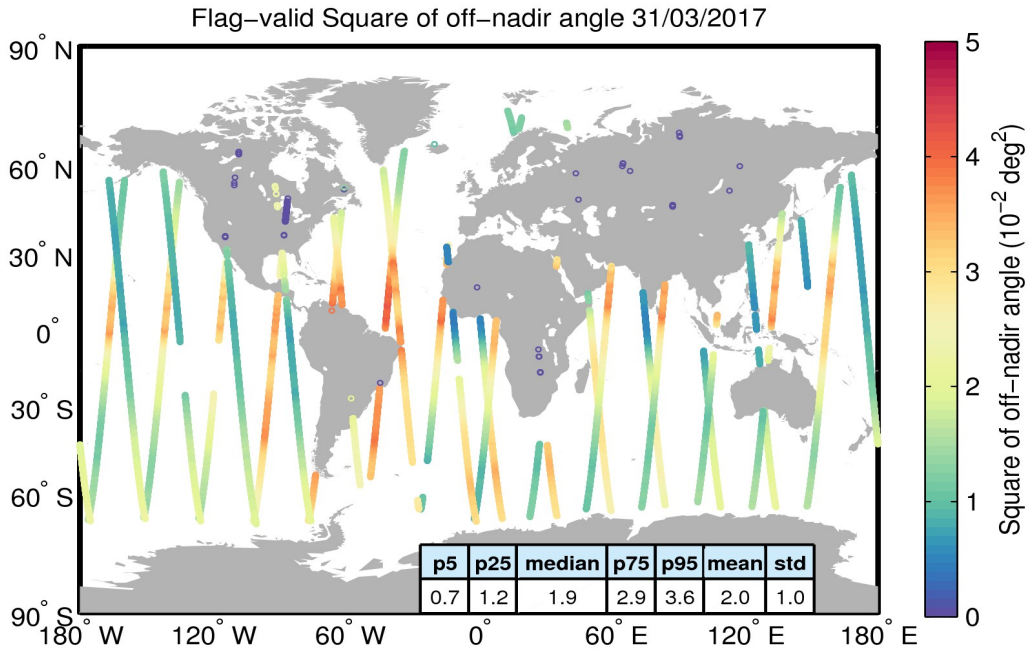 Flag−valid Square of off−nadir angle 31/03/2017
90° N
60° N
30° N
0°
30° S
60° S
90° S
180° W
120° W
60° W
0°
60° E
120° E
180° E
p5 p25 median p75 p95 mean std
0.7 1.2 1.9 2.9 3.6 2.0 1.0
5
4
3
2
1
0
Square of off−nadir angle (10⁻² deg²)